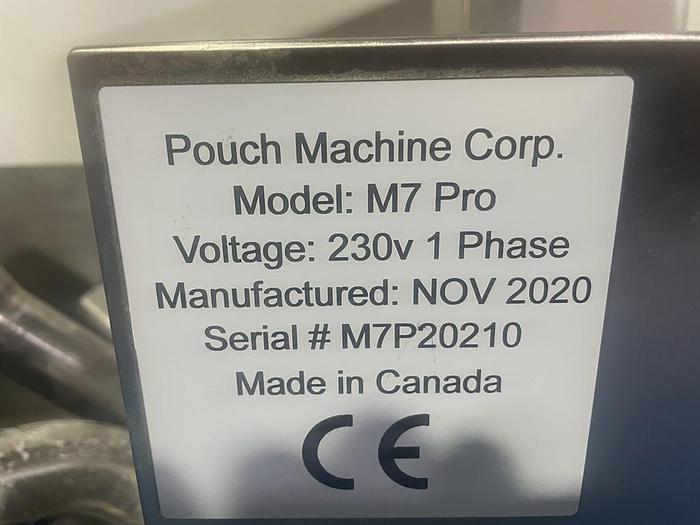 Pouch Machine Corp.
Model: M7 Pro
Voltage: 230v 1 Phase
Manufactured: NOV 2020
Serial # M7P20210
Made in Canada
CE